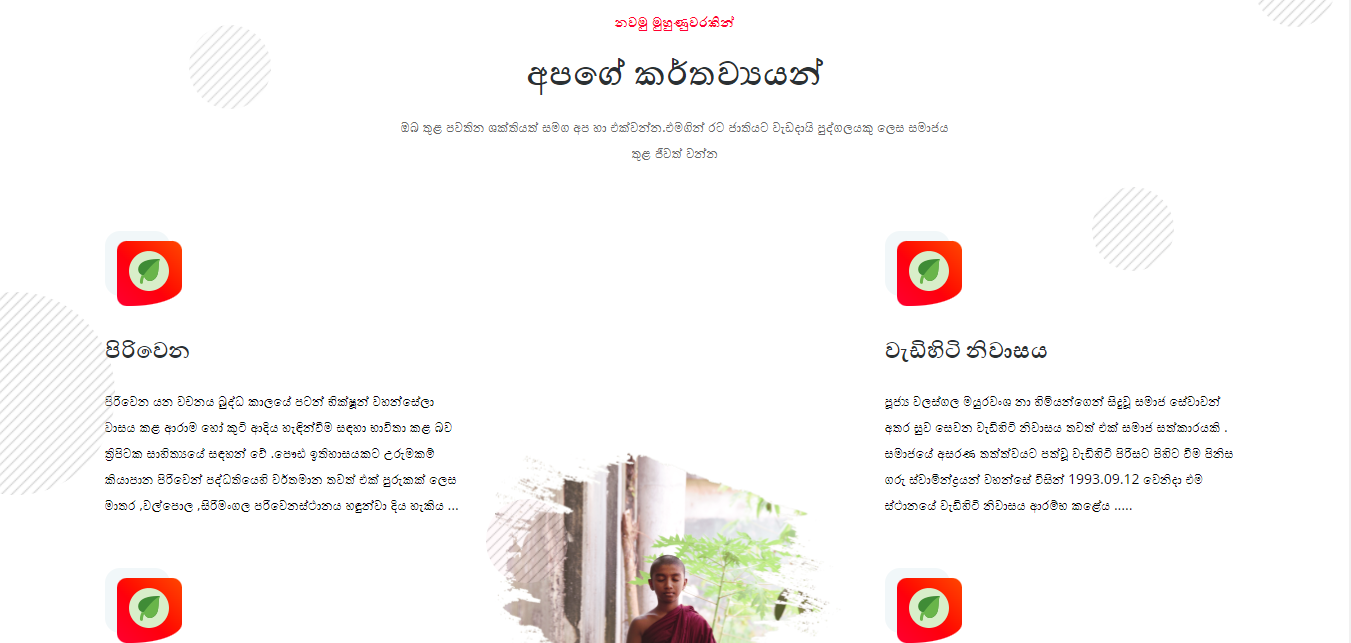 නවමු මුහුණුවරකින්
අපගේ කර්තව්‍යයන්
ඔබ තුළ පවතින ශක්තියත් සමග අප හා එක්වන්න.එමගින් රට ජාතියට වැඩදායි පුද්ගලයකු ලෙස සමාජය
තුළ ජීවත් වන්න
පිරිවෙන
පිරිවෙන යන වචනය බුද්ධ කාලයේ පටන් භික්ෂූන් වහන්සේලා
වාසය කළ ආරාම හෝ කුටි ආදිය හැඳින්වීම සඳහා භාවිතා කළ බව
ත්‍රිපිටක සාහිත්‍යයේ සඳහන් වේ .පෞඪ ඉතිහාසයකට උරුමකම්
කියාපාන පිරිවෙන් පද්ධතියෙහි වර්තමාන තවත් එක් පුරුකක් ලෙස
මාතර ,වල්පොල ,සිරිමංගල පරිවෙනස්ථානය හඳුන්වා දිය හැකිය ...
වැඩිහිටි නිවාසය
පූජ්‍ය වලස්ගල මයුරවංශ නා හිමියන්ගෙන් සිදුවූ සමාජ සේවාවන්
අතර සුව සෙවන වැඩිහිටි නිවාසය තවත් එක් සමාජ සත්කාරයකි .
සමාජයේ අසරණ තත්ත්වයට පත්වූ වැඩිහිටි පිරිසට පිහිට වීම පිනිස
ගරු ස්වාමින්ද්‍රයන් වහන්සේ විසින් 1993.09.12 වෙනිදා එම
ස්ථානයේ වැඩිහිටි නිවාසය ආරම්භ කළේය .....